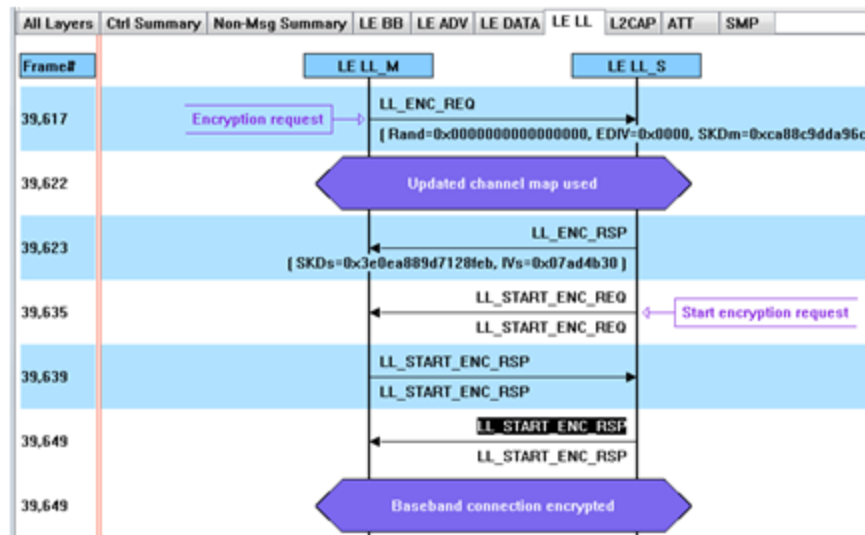 All Layers Ctrl Summary Non-Msg Summary LE BB LE ADV LE DATA LE LL L2CAP ATT SMP
Frame# LE LL_M LE LL_S
39,617 Encryption request LL_ENC_REQ
[ Rand=0x0000000000000000, EDIV=0x0000, SKDm=0xca88c9dda96c
39,622 Updated channel map used
LL_ENC_RSP
39,623
[ SKDs=0x3e0ea889d7128feb, IVs=0x07ad4b30 ]
LL_START_ENC_REQ
39,635 Start encryption request
LL_START_ENC_REQ
LL_START_ENC_RSP
39,639
LL_START_ENC_RSP
LL_START_ENC_RSP
39,649
LL_START_ENC_RSP
39,649 Baseband connection encrypted